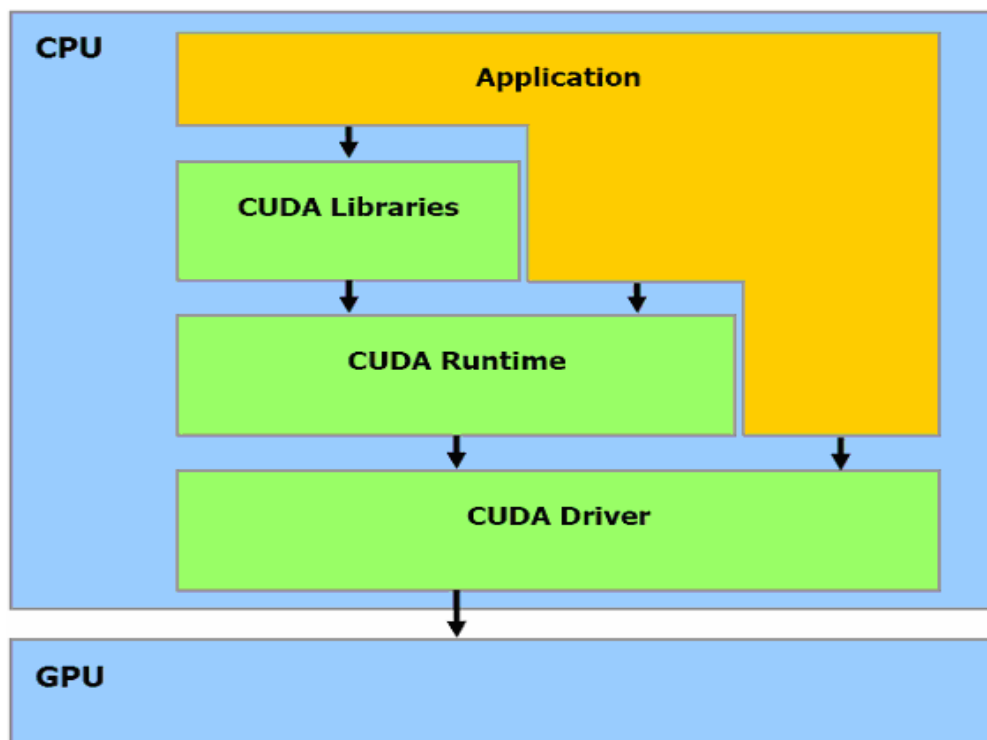 CPU
Application
CUDA Libraries
CUDA Runtime
CUDA Driver
GPU